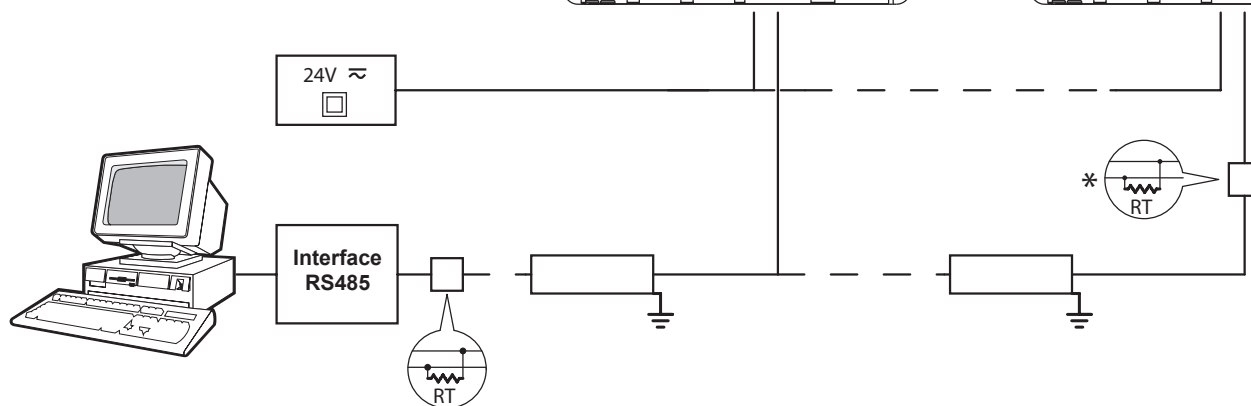 24V ⎓
Interface
RS485
*
RT
RT